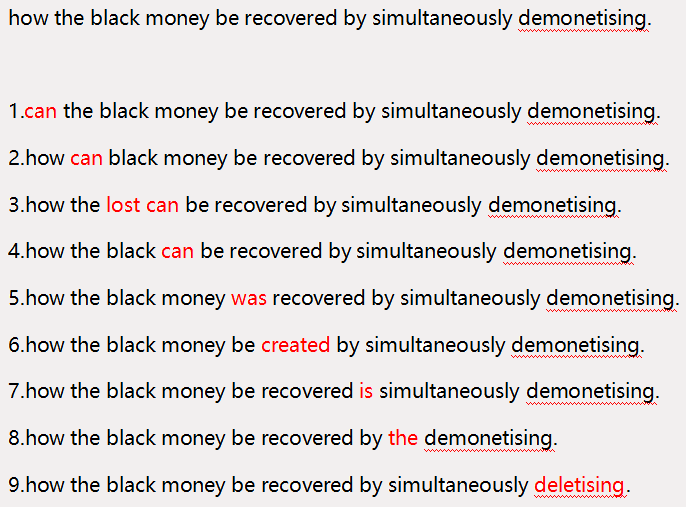 how the black money be recovered by simultaneously demonetising.
1.can the black money be recovered by simultaneously demonetising.
2.how can black money be recovered by simultaneously demonetising.
3.how the lost can be recovered by simultaneously demonetising.
4.how the black can be recovered by simultaneously demonetising.
5.how the black money was recovered by simultaneously demonetising.
6.how the black money be created by simultaneously demonetising.
7.how the black money be recovered is simultaneously demonetising.
8.how the black money be recovered by the demonetising.
9.how the black money be recovered by simultaneously deletising.